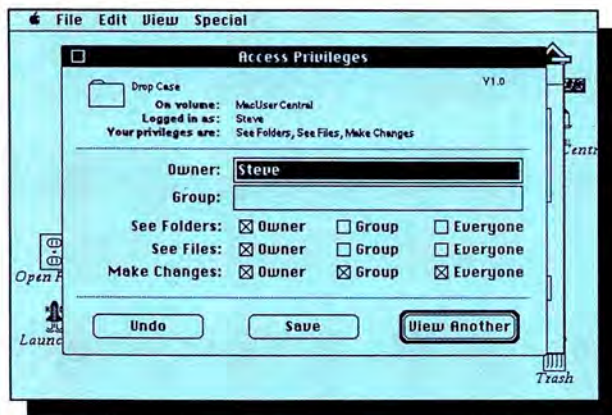 File Edit View Special
Access Privileges
Drop Case
V1.0
On volume: MacUser Central
Logged in as: Steve
Your privileges are: See Folders, See Files, Make Changes
Owner: Steve
Group:
See Folders: Owner Group Everyone
See Files: Owner Group Everyone
Make Changes: Owner Group Everyone
Undo Save View Another
Open
Trash